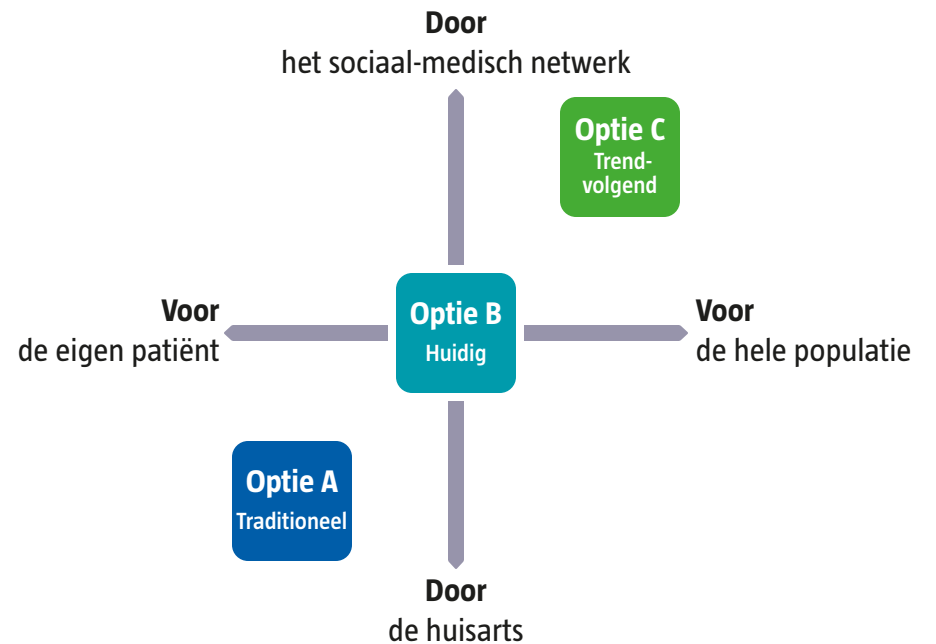 Door
het sociaal-medisch netwerk
Optie C
Trend-
volgend
Voor
de eigen patiënt
Optie B
Huidig
Voor
de hele populatie
Optie A
Traditioneel
Door
de huisarts